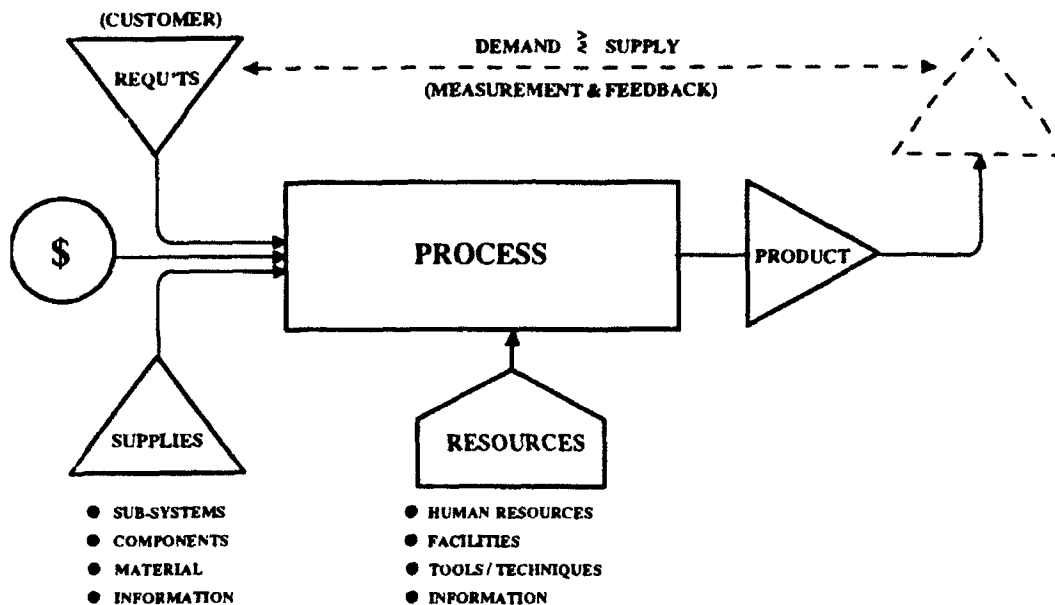 (CUSTOMER)
REQU'TS
DEMAND ≷ SUPPLY
(MEASUREMENT & FEEDBACK)
$
PROCESS
PRODUCT
SUPPLIES
RESOURCES
● SUB-SYSTEMS
● COMPONENTS
● MATERIAL
● INFORMATION
● HUMAN RESOURCES
● FACILITIES
● TOOLS / TECHNIQUES
● INFORMATION